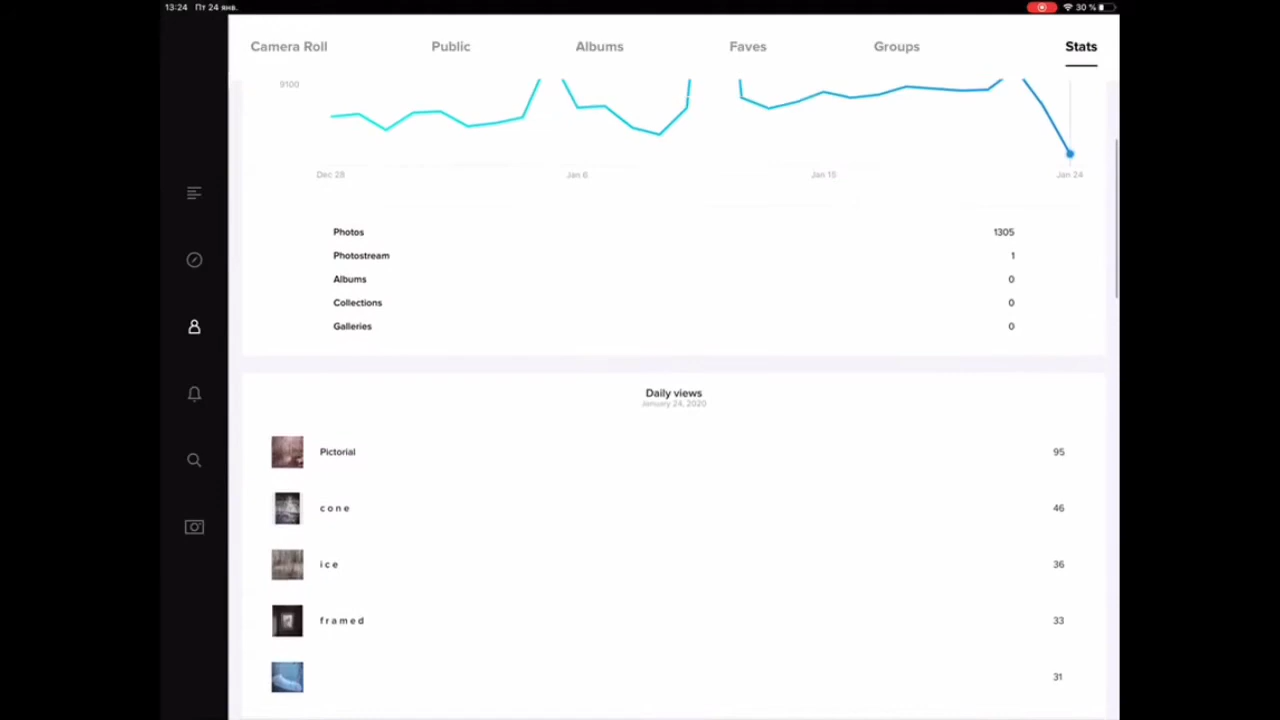 13:24 Пт 24 янв. 30 %
Camera Roll Public Albums Faves Groups Stats
9100
Dec 28 Jan 6 Jan 15 Jan 24
Photos 1305
Photostream 1
Albums 0
Collections 0
Galleries 0
Daily views
January 24, 2020
Pictorial 95
c o n e 46
i c e 36
f r a m e d 33
31